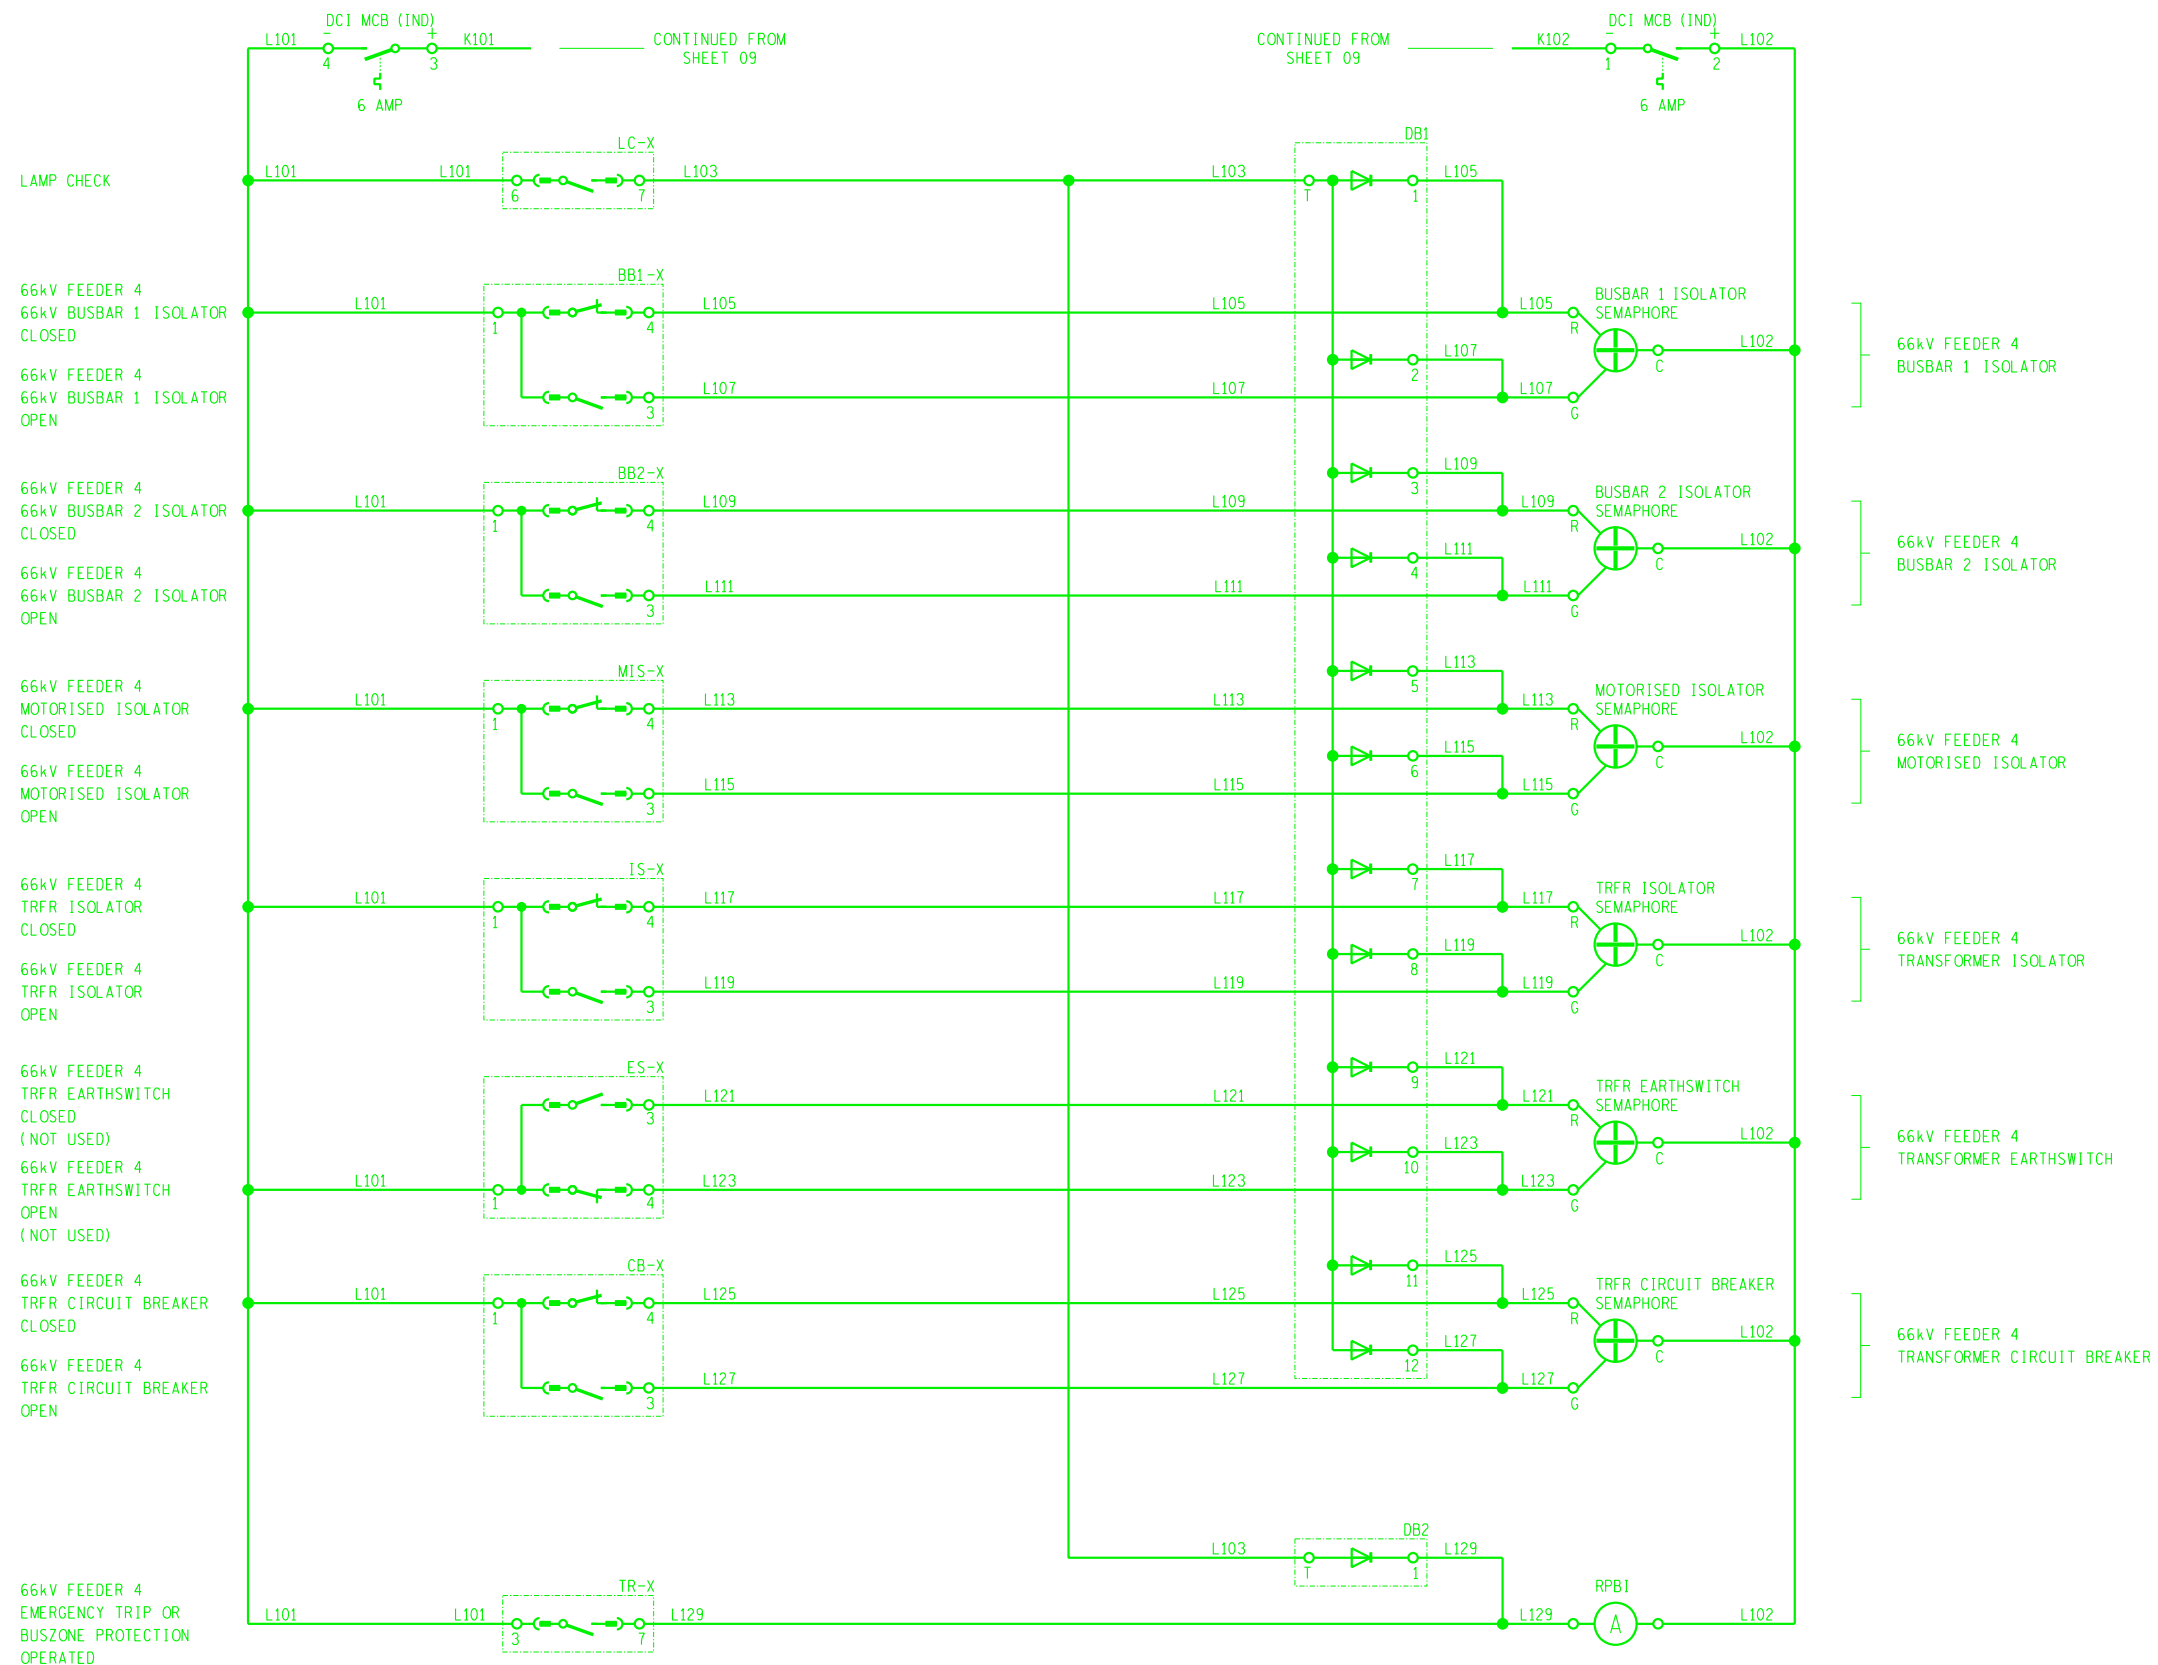 DCI MCB (IND)
- +
L101 K101
4 3
6 AMP
CONTINUED FROM
SHEET 09
CONTINUED FROM
SHEET 09
DCI MCB (IND)
- +
K102 L102
1 2
6 AMP
LC-X
DB1
LAMP CHECK
L101 L101 L103 L103 L105
6 7 T 1
BB1-X
66kV FEEDER 4
66kV BUSBAR 1 ISOLATOR
CLOSED
L101 L105 L105 L105
1 4 R
BUSBAR 1 ISOLATOR
SEMAPHORE
L107
2
L102
C
66kV FEEDER 4
BUSBAR 1 ISOLATOR
66kV FEEDER 4
66kV BUSBAR 1 ISOLATOR
OPEN
L107 L107 L107
3 G
BB2-X
L109
3
66kV FEEDER 4
66kV BUSBAR 2 ISOLATOR
CLOSED
L101 L109 L109 L109
1 4 R
BUSBAR 2 ISOLATOR
SEMAPHORE
L111
4
L102
C
66kV FEEDER 4
BUSBAR 2 ISOLATOR
66kV FEEDER 4
66kV BUSBAR 2 ISOLATOR
OPEN
L111 L111 L111
3 G
MIS-X
L113
5
66kV FEEDER 4
MOTORISED ISOLATOR
CLOSED
L101 L113 L113 L113
1 4 R
MOTORISED ISOLATOR
SEMAPHORE
L115
6
L102
C
66kV FEEDER 4
MOTORISED ISOLATOR
66kV FEEDER 4
MOTORISED ISOLATOR
OPEN
L115 L115 L115
3 G
IS-X
L117
7
66kV FEEDER 4
TRFR ISOLATOR
CLOSED
L101 L117 L117 L117
1 4 R
TRFR ISOLATOR
SEMAPHORE
L119
8
L102
C
66kV FEEDER 4
TRANSFORMER ISOLATOR
66kV FEEDER 4
TRFR ISOLATOR
OPEN
L119 L119 L119
3 G
ES-X
L121
9
66kV FEEDER 4
TRFR EARTHSWITCH
CLOSED
(NOT USED)
L121 L121 L121
3 R
TRFR EARTHSWITCH
SEMAPHORE
L123
10
L102
C
66kV FEEDER 4
TRANSFORMER EARTHSWITCH
66kV FEEDER 4
TRFR EARTHSWITCH
OPEN
(NOT USED)
L101 L123 L123 L123
1 4 G
CB-X
L125
11
66kV FEEDER 4
TRFR CIRCUIT BREAKER
CLOSED
L101 L125 L125 L125
1 4 R
TRFR CIRCUIT BREAKER
SEMAPHORE
L127
12
L102
C
66kV FEEDER 4
TRANSFORMER CIRCUIT BREAKER
66kV FEEDER 4
TRFR CIRCUIT BREAKER
OPEN
L127 L127 L127
3 G
DB2
L103 L129
T 1
66kV FEEDER 4
EMERGENCY TRIP OR
BUSZONE PROTECTION
OPERATED
TR-X
L101 L101 L129 L129
3 7
RPBI
A
L102